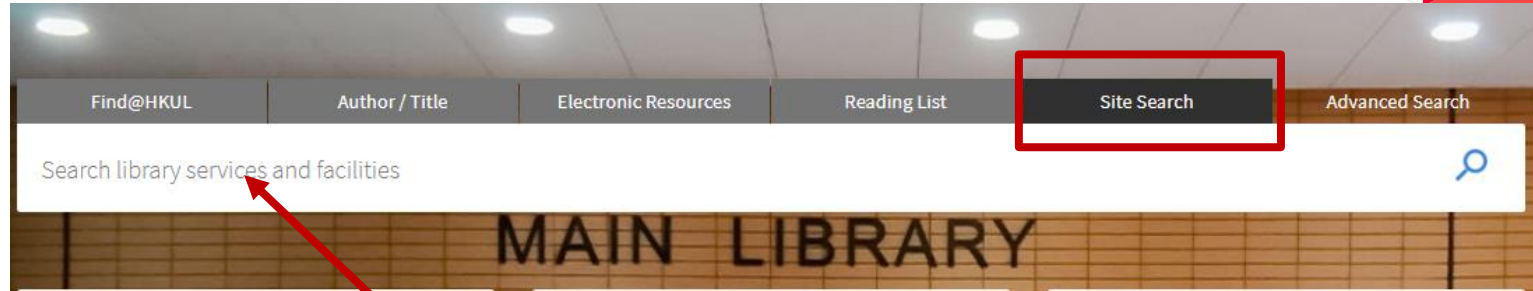 Find@HKUL Author / Title Electronic Resources Reading List Site Search Advanced Search
Search library services and facilities
MAIN LIBRARY